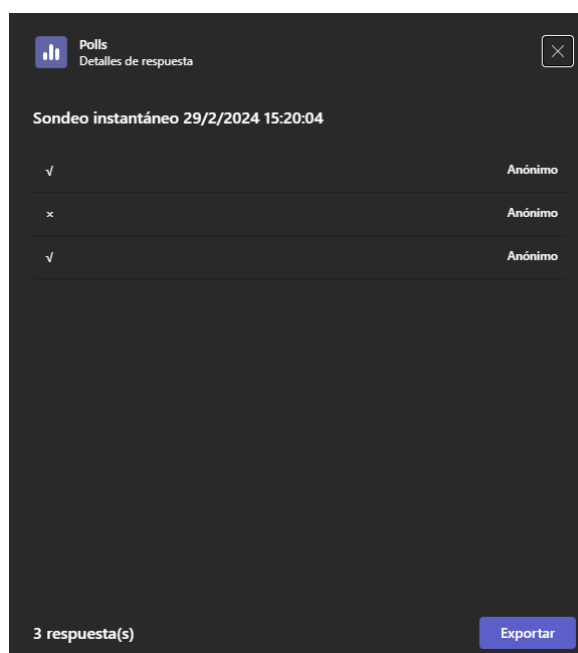 Polls
Detalles de respuesta
Sondeo instantáneo 29/2/2024 15:20:04
√ Anónimo
× Anónimo
√ Anónimo
3 respuesta(s)
Exportar